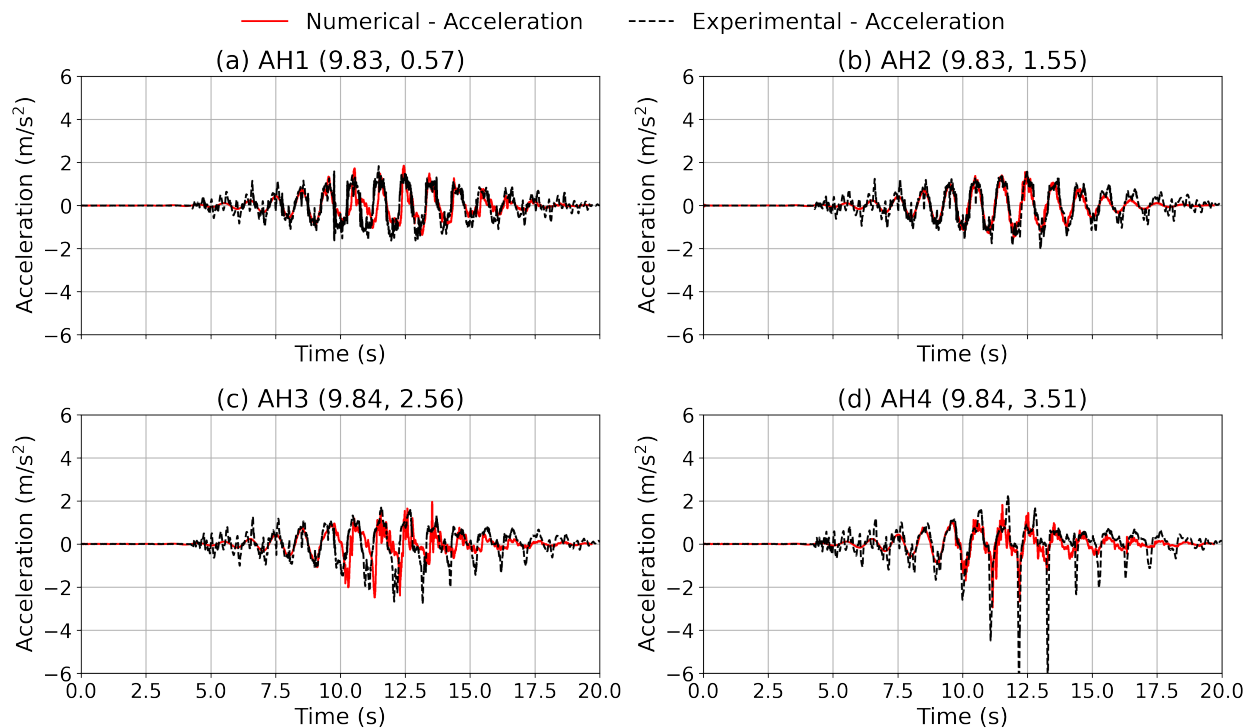 Numerical - Acceleration    Experimental - Acceleration
(a) AH1 (9.83, 0.57)
6
4
2
0
−2
−4
−6
Acceleration (m/s²)
Time (s)
(b) AH2 (9.83, 1.55)
6
4
2
0
−2
−4
−6
Acceleration (m/s²)
Time (s)
(c) AH3 (9.84, 2.56)
6
4
2
0
−2
−4
−6
Acceleration (m/s²)
0.0 2.5 5.0 7.5 10.0 12.5 15.0 17.5 20.0
Time (s)
(d) AH4 (9.84, 3.51)
6
4
2
0
−2
−4
−6
Acceleration (m/s²)
0.0 2.5 5.0 7.5 10.0 12.5 15.0 17.5 20.0
Time (s)